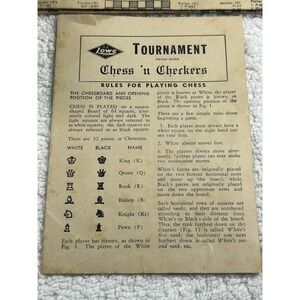 Lowe
TOURNAMENT
TRADE MARK
Chess 'n Checkers
RULES FOR PLAYING CHESS
THE CHESSBOARD AND OPENING
POSITION OF THE PIECES
CHESS IS PLAYED on a square-
shaped Board of 64 squares, alter-
nately colored light and dark. The
light squares are always referred to
as white squares; the dark ones are
always referred to as black squares.
There are 32 pieces, or Chessmen.
WHITE BLACK NAME
King (K)
Queen (Q)
Rook (R)
Bishop (B)
Knight (Kt)
Pawn (P)
Each player has sixteen, as shown in
Fig. 1. The player of the White
pieces is known as White, the player
of the Black pieces is known as
Black. The opening position of the
pieces is shown in Fig. 1.
There are a few simple rules about
beginning a game.
1. Each player must always have a
white square on the right hand cor-
ner near him.
2. White always moves first.
3. The players always move alter-
nately. Neither player can ever make
two consecutive moves.
White's forces are originally placed
on the two bottom horizontal rows
and move up the board, while
Black's pieces are originally placed
on the two uppermost rows and
move down the board.
Each horizontal rows of squares are
called ranks, and they are numbered
according to their distance
from White's or Black's side of the board.
Thus the rank furthest down on the
diagram (Fig. 1) is called White's
first rank, the horizontal row next
furthest down is called White's sec-
ond rank, and so on.